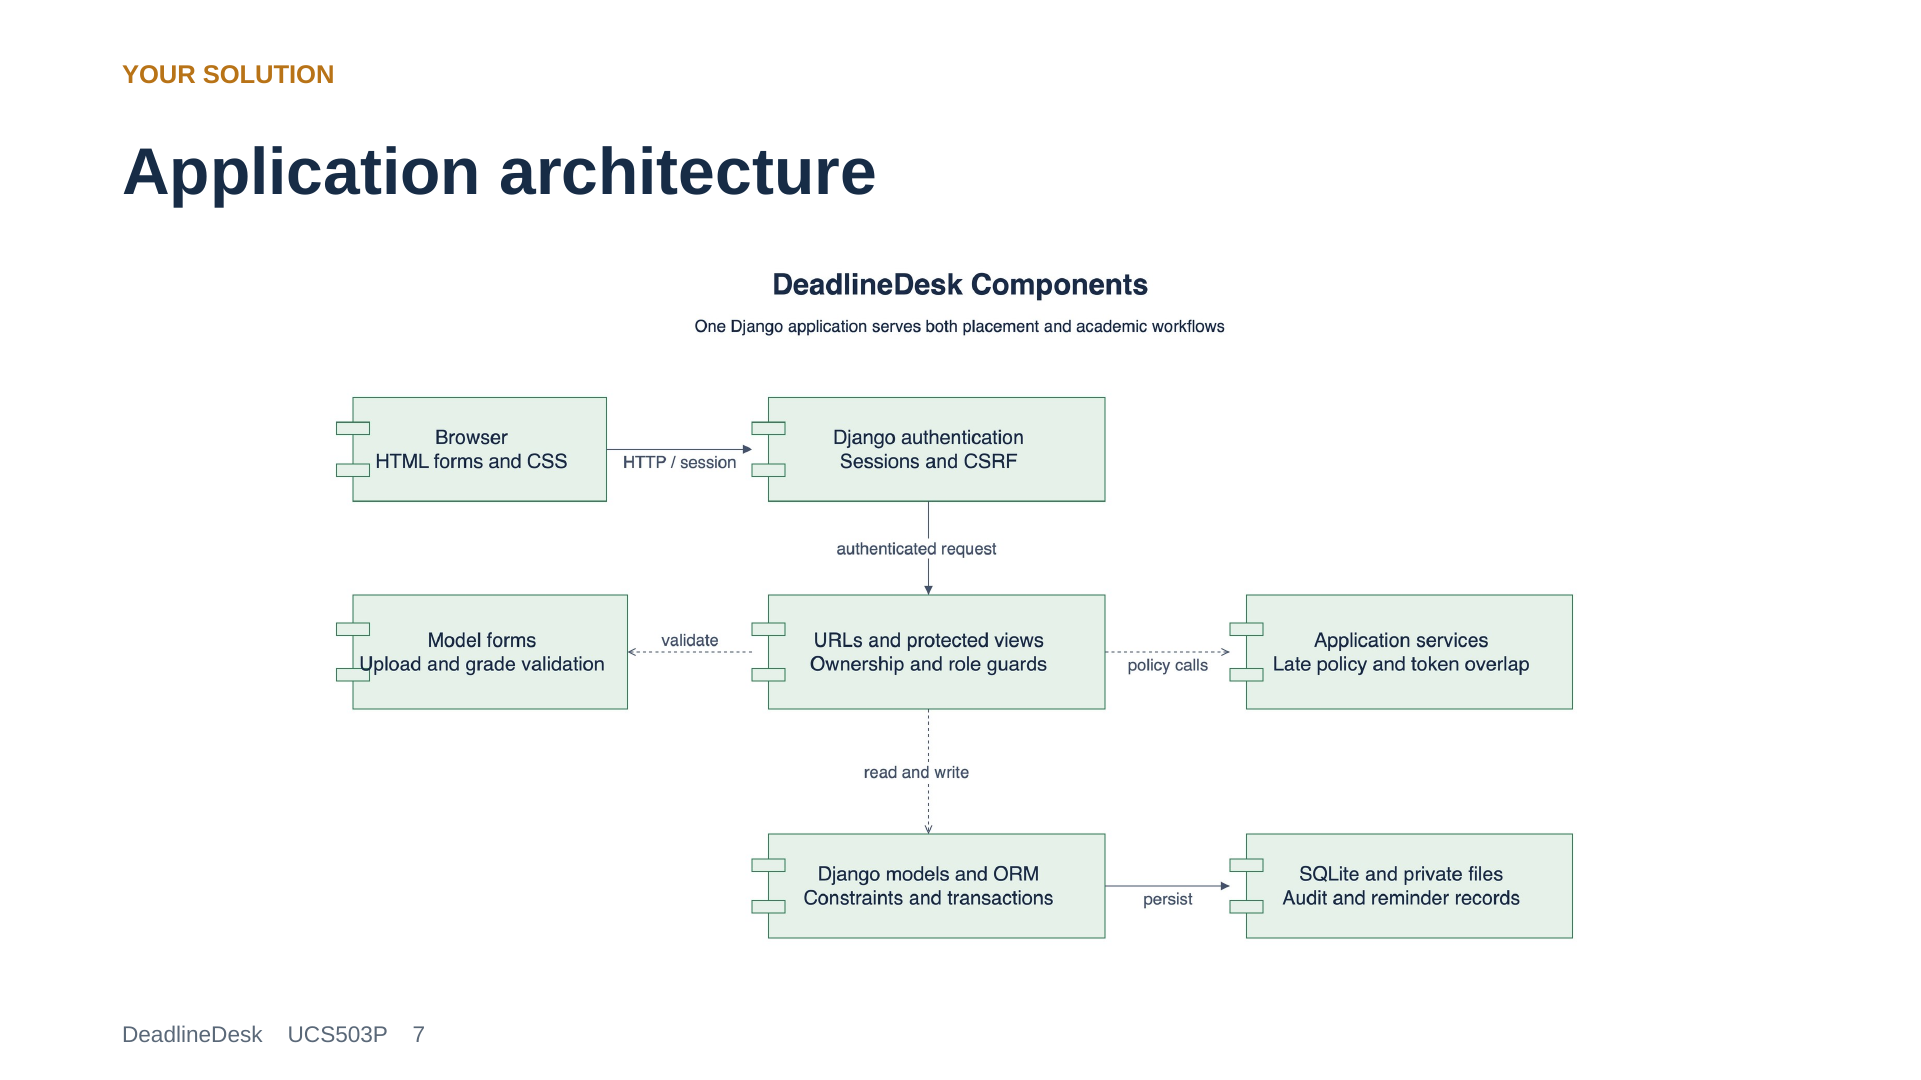 YOUR SOLUTION
Application architecture
DeadlineDesk Components
One Django application serves both placement and academic workflows
Browser
HTML forms and CSS
HTTP / session
Django authentication
Sessions and CSRF
authenticated request
Model forms
Upload and grade validation
validate
URLs and protected views
Ownership and role guards
policy calls
Application services
Late policy and token overlap
read and write
Django models and ORM
Constraints and transactions
persist
SQLite and private files
Audit and reminder records
DeadlineDesk UCS503P 7